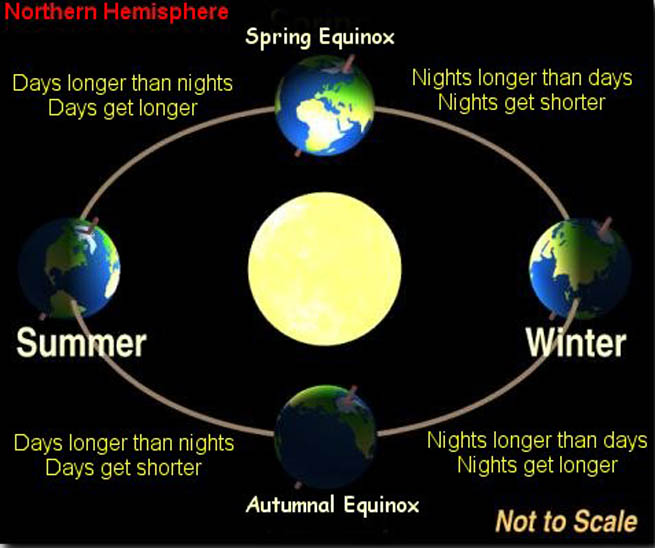 Northern Hemisphere
Spring Equinox
Days longer than nights
Days get longer
Nights longer than days
Nights get shorter
Summer
Winter
Days longer than nights
Days get shorter
Nights longer than days
Nights get longer
Autumnal Equinox
Not to Scale